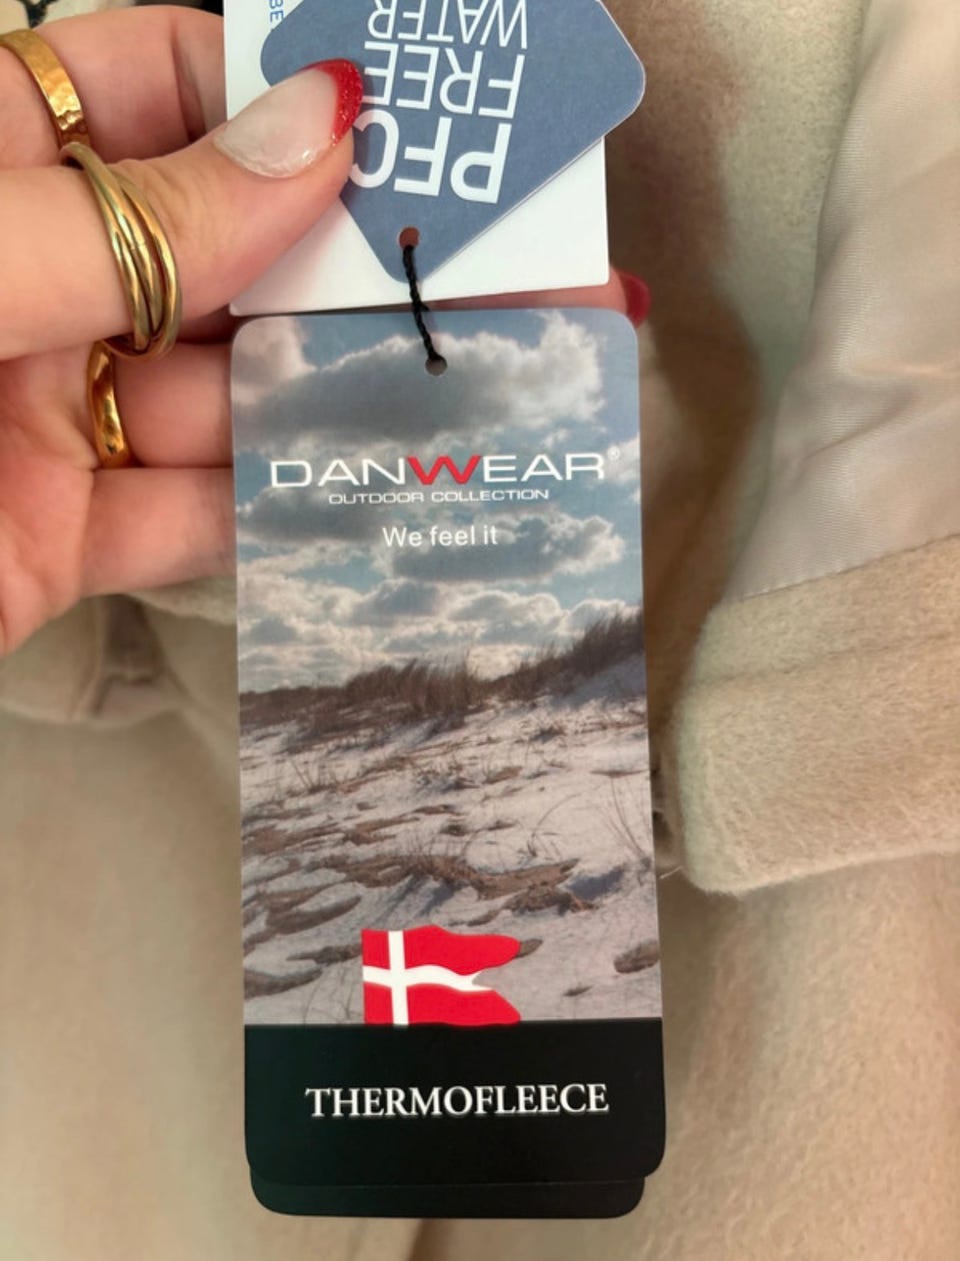 PFC
FREE
WATER
DANWEAR®
OUTDOOR COLLECTION
We feel it
THERMOFLEECE